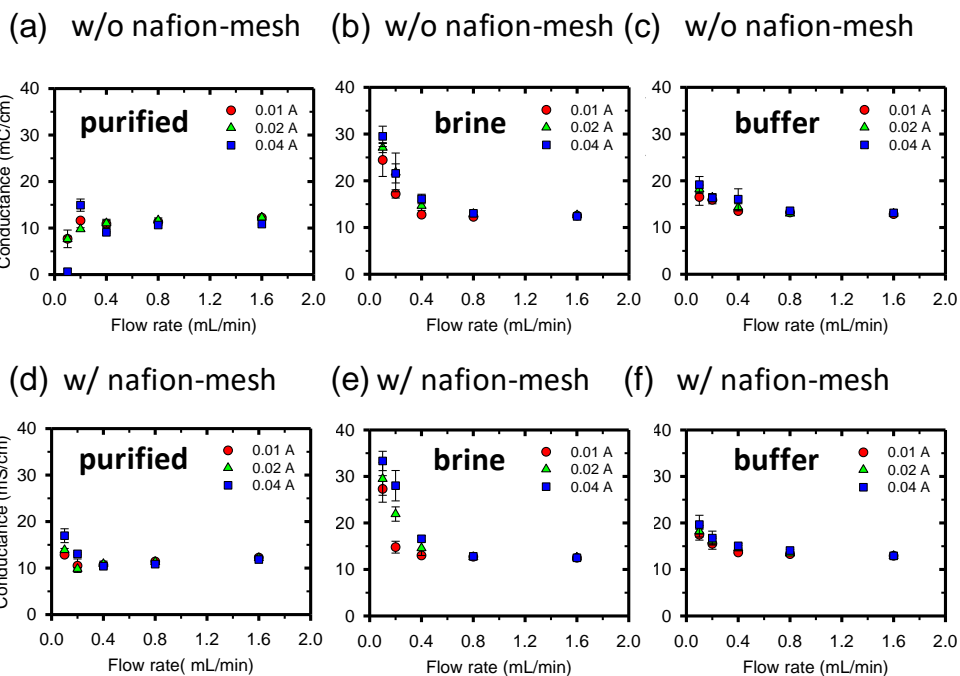 (a) w/o nafion-mesh (b) w/o nafion-mesh (c) w/o nafion-mesh
Conductance (mC/cm)
40
30
20
10
0
purified
0.01 A
0.02 A
0.04 A
0.0 0.4 0.8 1.2 1.6 2.0
Flow rate (mL/min)
40
30
20
10
0
brine
0.01 A
0.02 A
0.04 A
0.0 0.4 0.8 1.2 1.6 2.0
Flow rate (mL/min)
40
30
20
10
0
buffer
0.01 A
0.02 A
0.04 A
0.0 0.4 0.8 1.2 1.6 2.0
Flow rate (mL/min)
(d) w/ nafion-mesh (e) w/ nafion-mesh (f) w/ nafion-mesh
Conductance (mS/cm)
40
30
20
10
0
purified
0.01 A
0.02 A
0.04 A
0.0 0.4 0.8 1.2 1.6 2.0
Flow rate( mL/min)
40
30
20
10
0
brine
0.01 A
0.02 A
0.04 A
0.0 0.4 0.8 1.2 1.6 2.0
Flow rate (mL/min)
40
30
20
10
0
buffer
0.01 A
0.02 A
0.04 A
0.0 0.4 0.8 1.2 1.6 2.0
Flow rate (mL/min)